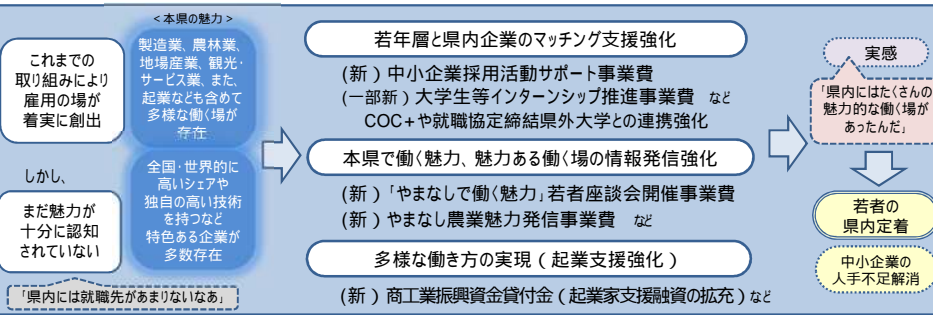 これまでの
取り組みにより
雇用の場が
着実に創出
しかし、
まだ魅力が
十分に認知
されていない
「県内には就職先があまりないなあ」
＜本県の魅力＞
製造業、農林業、
地場産業、観光・
サービス業、また、
起業なども含めて
多様な働く場が
存在
全国・世界的に
高いシェアや
独自の高い技術
を持つなど
特色ある企業が
多数存在
若年層と県内企業のマッチング支援強化
(新）中小企業採用活動サポート事業費
(一部新）大学生等インターンシップ推進事業費 など
COC+や就職協定締結県外大学との連携強化
本県で働く魅力、魅力ある働く場の情報発信強化
(新）「やまなしで働く魅力」若者座談会開催事業費
(新）やまなし農業魅力発信事業費 など
多様な働き方の実現（起業支援強化）
(新）商工業振興資金貸付金（起業家支援融資の拡充）など
実感
「県内にはたくさんの
魅力的な働く場が
あったんだ」
若者の
県内定着
中小企業の
人手不足解消